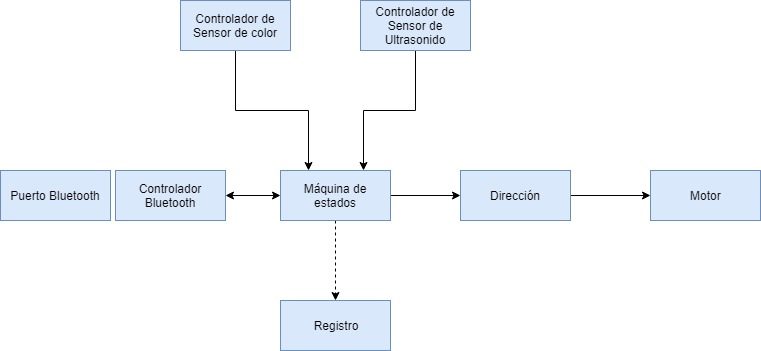 Controlador de
Sensor de color
Controlador de
Sensor de
Ultrasonido
Puerto Bluetooth
Controlador
Bluetooth
Máquina de
estados
Dirección
Motor
Registro